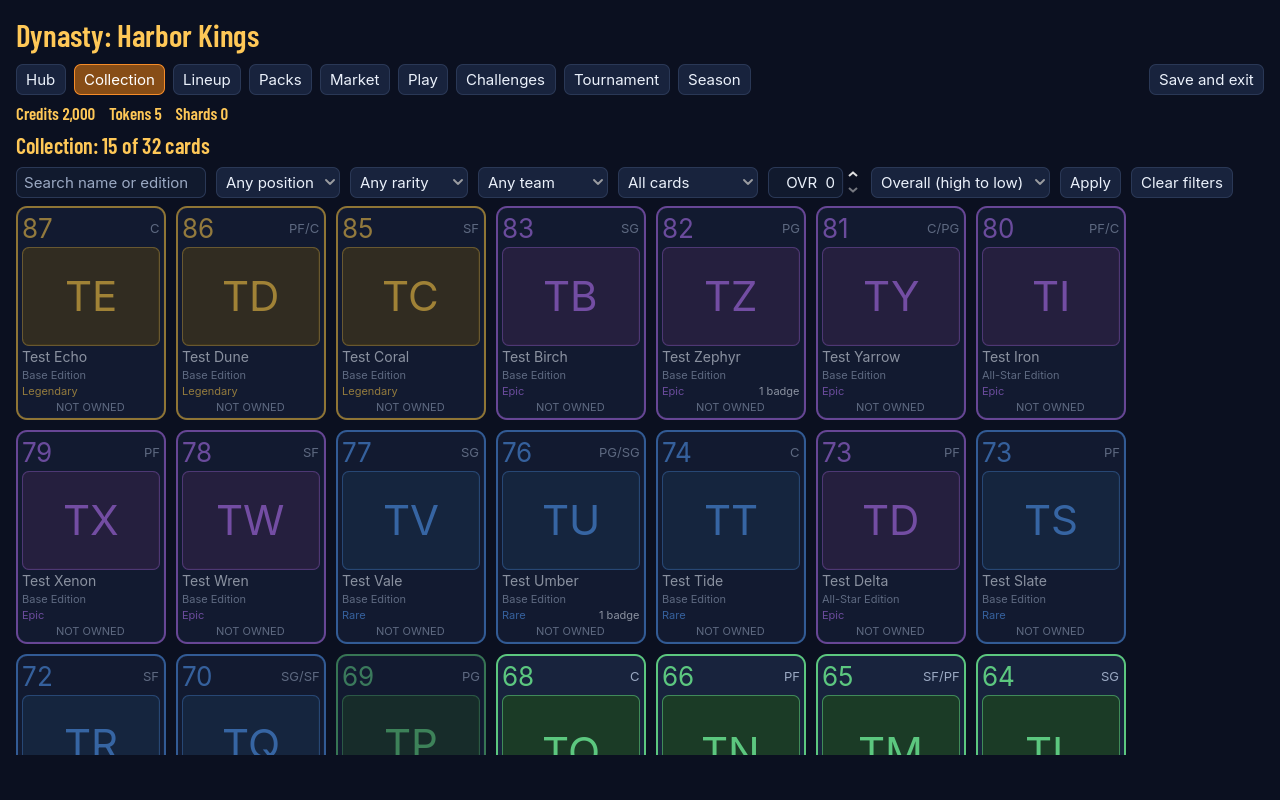 Dynasty: Harbor Kings
Hub Collection Lineup Packs Market Play Challenges Tournament Season Save and exit
Credits 2,000 Tokens 5 Shards 0
Collection: 15 of 32 cards
Search name or edition Any position Any rarity Any team All cards OVR 0 Overall (high to low) Apply Clear filters
87 C 86 PF/C 85 SF 83 SG 82 PG 81 C/PG 80 PF/C
TE TD TC TB TZ TY TI
Test Echo Test Dune Test Coral Test Birch Test Zephyr Test Yarrow Test Iron
Base Edition Base Edition Base Edition Base Edition Base Edition Base Edition All-Star Edition
Legendary Legendary Legendary Epic Epic 1 badge Epic Epic
NOT OWNED NOT OWNED NOT OWNED NOT OWNED NOT OWNED NOT OWNED NOT OWNED
79 PF 78 SF 77 SG 76 PG/SG 74 C 73 PF 73 PF
TX TW TV TU TT TD TS
Test Xenon Test Wren Test Vale Test Umber Test Tide Test Delta Test Slate
Base Edition Base Edition Base Edition Base Edition Base Edition All-Star Edition Base Edition
Epic Epic Rare Rare 1 badge Rare Epic Rare
NOT OWNED NOT OWNED NOT OWNED NOT OWNED NOT OWNED NOT OWNED NOT OWNED
72 SF 70 SG/SF 69 PG 68 C 66 PF 65 SF/PF 64 SG
TR TQ TP TO TN TM TL